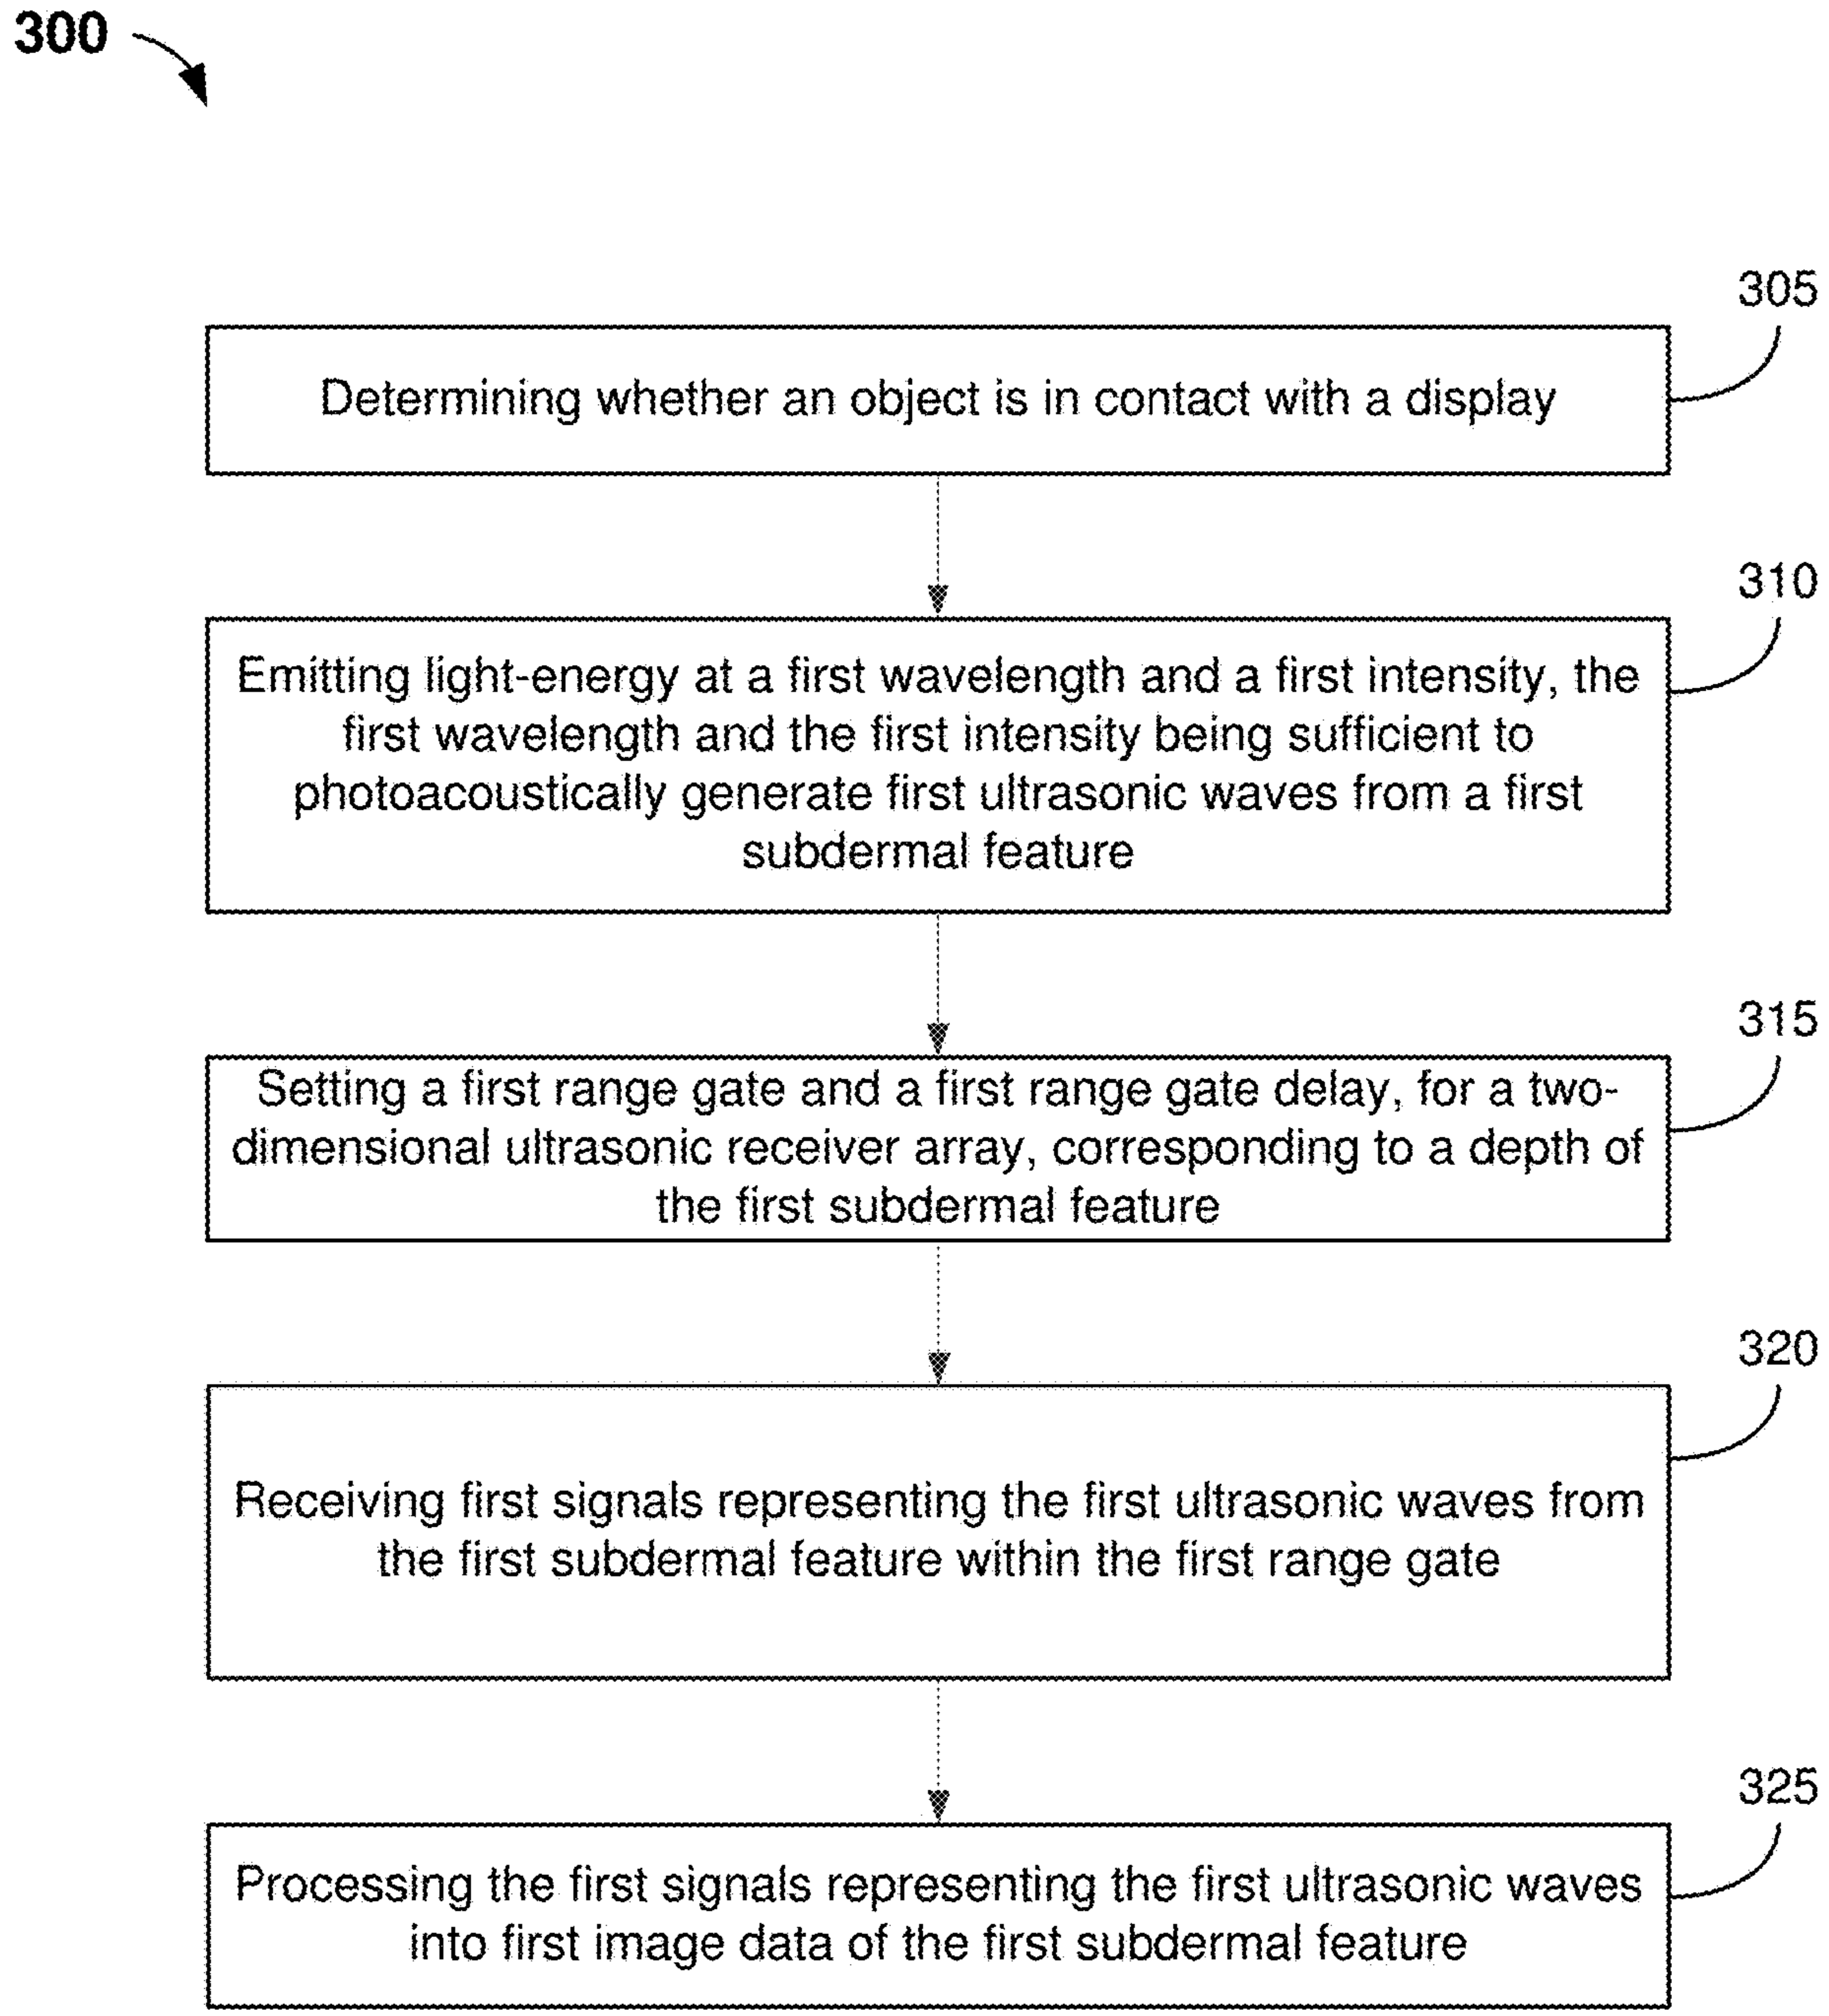 300
305
Determining whether an object is in contact with a display
310
Emitting light-energy at a first wavelength and a first intensity, the
first wavelength and the first intensity being sufficient to
photoacoustically generate first ultrasonic waves from a first
subdermal feature
315
Setting a first range gate and a first range gate delay, for a two-
dimensional ultrasonic receiver array, corresponding to a depth of
the first subdermal feature
320
Receiving first signals representing the first ultrasonic waves from
the first subdermal feature within the first range gate
325
Processing the first signals representing the first ultrasonic waves
into first image data of the first subdermal feature